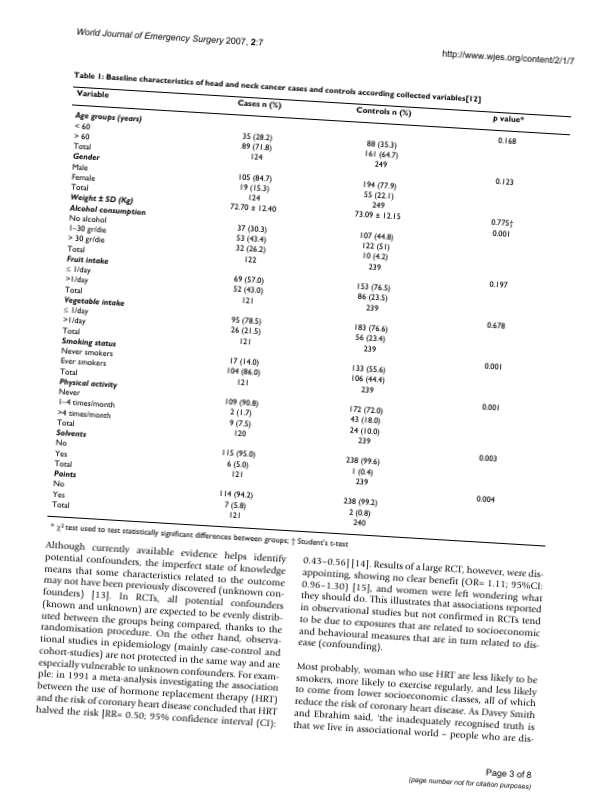 World Journal of Emergency Surgery 2007, 2:7
http://www.wjes.org/content/2/1/7
Table 1: Baseline characteristics of head and neck cancer cases and controls according collected variables[12]
Variable Cases n (%) Controls n (%) p value*
Age groups (years) 0.168
< 60 35 (28.2) 88 (35.3)
> 60 89 (71.8) 161 (64.7)
Total 124 249
Gender 0.123
Male 105 (84.7) 194 (77.9)
Female 19 (15.3) 55 (22.1)
Total 124 249
Weight ± SD (Kg) 72.70 ± 12.40 73.09 ± 12.15 0.775†
Alcohol consumption 0.001
No alcohol 37 (30.3) 107 (44.8)
1–30 gr/die 53 (43.4) 122 (51)
> 30 gr/die 32 (26.2) 10 (4.2)
Total 122 239
Fruit intake 0.197
≤ 1/day 69 (57.0) 153 (76.5)
>1/day 52 (43.0) 86 (23.5)
Total 121 239
Vegetable intake 0.678
≤ 1/day 95 (78.5) 183 (76.6)
>1/day 26 (21.5) 56 (23.4)
Total 121 239
Smoking status 0.001
Never smokers 17 (14.0) 133 (55.6)
Ever smokers 104 (86.0) 106 (44.4)
Total 121 239
Physical activity 0.001
Never 109 (90.8) 172 (72.0)
1–4 times/month 2 (1.7) 43 (18.0)
>4 times/month 9 (7.5) 24 (10.0)
Total 120 239
Solvents 0.003
No 115 (95.0) 238 (99.6)
Yes 6 (5.0) 1 (0.4)
Total 121 239
Paints 0.004
No 114 (94.2) 238 (99.2)
Yes 7 (5.8) 2 (0.8)
Total 121 240
* χ² test used to test statistically significant differences between groups; † Student's t-test
Although currently available evidence helps identify
potential confounders, the imperfect state of knowledge
means that some characteristics related to the outcome
may not have been previously discovered (unknown con-
founders) [13]. In RCTs, all potential confounders
(known and unknown) are expected to be evenly distrib-
uted between the groups being compared, thanks to the
randomisation procedure. On the other hand, observa-
tional studies in epidemiology (mainly case-control and
cohort-studies) are not protected in the same way and are
especially vulnerable to unknown confounders. For exam-
ple: in 1991 a meta-analysis investigating the association
between the use of hormone replacement therapy (HRT)
and the risk of coronary heart disease concluded that HRT
halved the risk [RR= 0.50; 95% confidence interval (CI):
0.43–0.56] [14]. Results of a large RCT, however, were dis-
appointing, showing no clear benefit (OR= 1.11; 95%CI:
0.96–1.30) [15], and women were left wondering what
they should do. This illustrates that associations reported
in observational studies but not confirmed in RCTs tend
to be due to exposures that are related to socioeconomic
and behavioural measures that are in turn related to dis-
ease (confounding).
Most probably, woman who use HRT are less likely to be
smokers, more likely to exercise regularly, and less likely
to come from lower socioeconomic classes, all of which
reduce the risk of coronary heart disease. As Davey Smith
and Ebrahim said, 'the inadequately recognised truth is
that we live in associational world – people who are dis-
Page 3 of 8
(page number not for citation purposes)